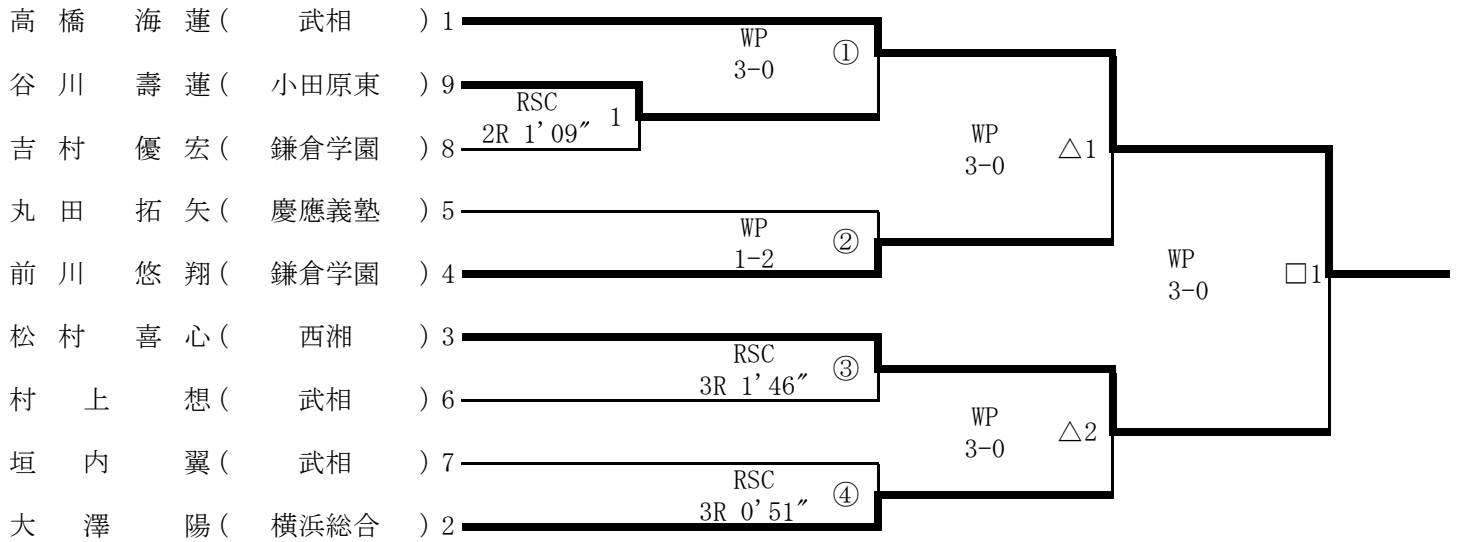 高橋 海蓮( 武相 ) 1
WP
3-0
①
谷川 壽蓮( 小田原東 ) 9
RSC
2R 1’09″
1
吉村 優宏( 鎌倉学園 ) 8
WP
3-0
△1
丸田 拓矢( 慶應義塾 ) 5
WP
1-2
②
前川 悠翔( 鎌倉学園 ) 4
WP
3-0
□1
松村 喜心( 西湘 ) 3
RSC
3R 1’46″
③
村上 想( 武相 ) 6
WP
3-0
△2
垣内 翼( 武相 ) 7
RSC
3R 0’51″
④
大澤 陽( 横浜総合 ) 2